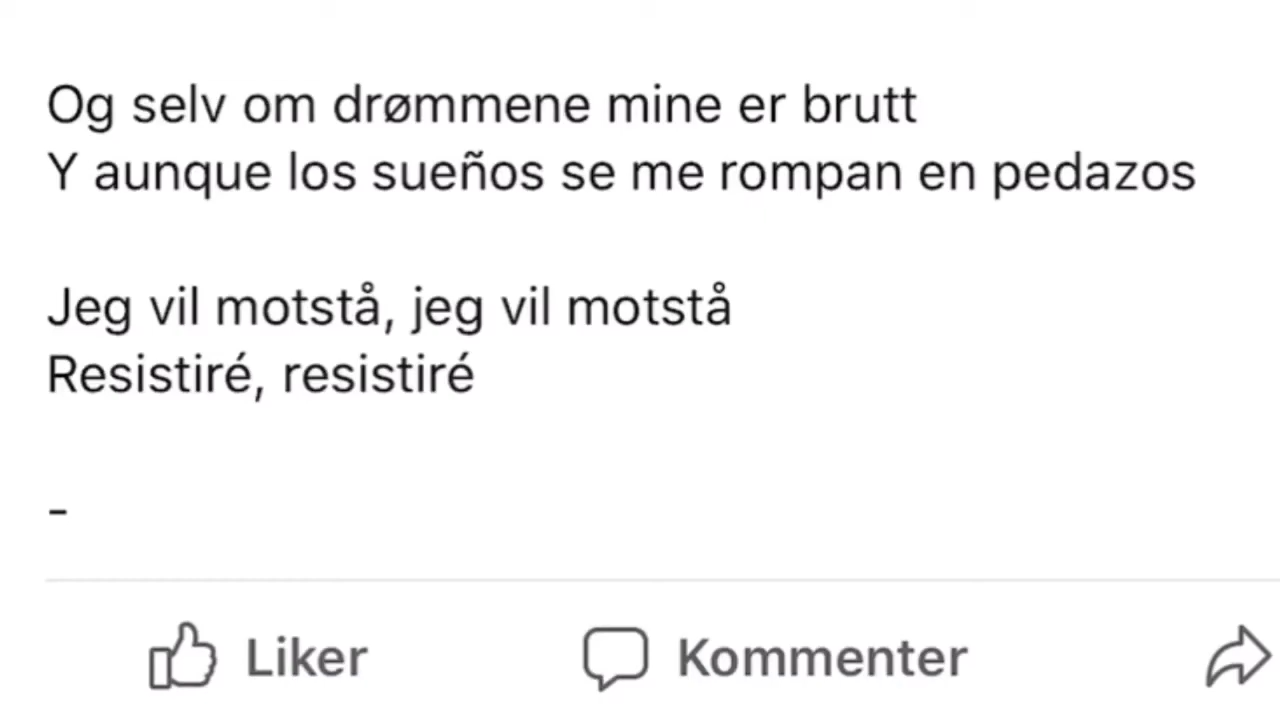 Og selv om drømmene mine er brutt
Y aunque los sueños se me rompan en pedazos
Jeg vil motstå, jeg vil motstå
Resistiré, resistiré
-
Liker
Kommenter